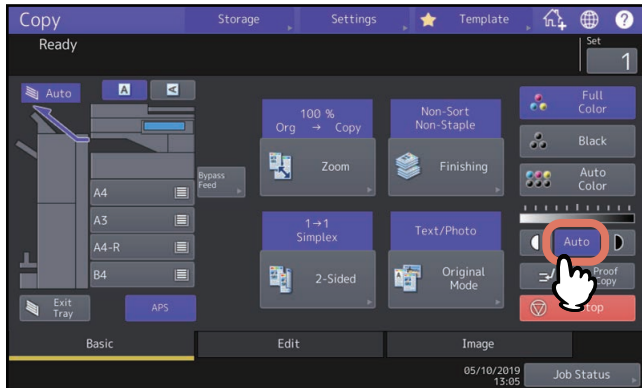 Copy
Storage
Settings
Template
?
Ready
Set
1
Auto
A
A
100 %
Org → Copy
Non-Sort
Non-Staple
Full
Color
Zoom
Finishing
Black
Bypass
Feed
Auto
Color
A4
A3
A4-R
B4
1→1
Simplex
Text/Photo
Auto
2-Sided
Original
Mode
Proof
Copy
Exit
Tray
APS
Stop
Basic
Edit
Image
05/10/2019
13:05
Job Status